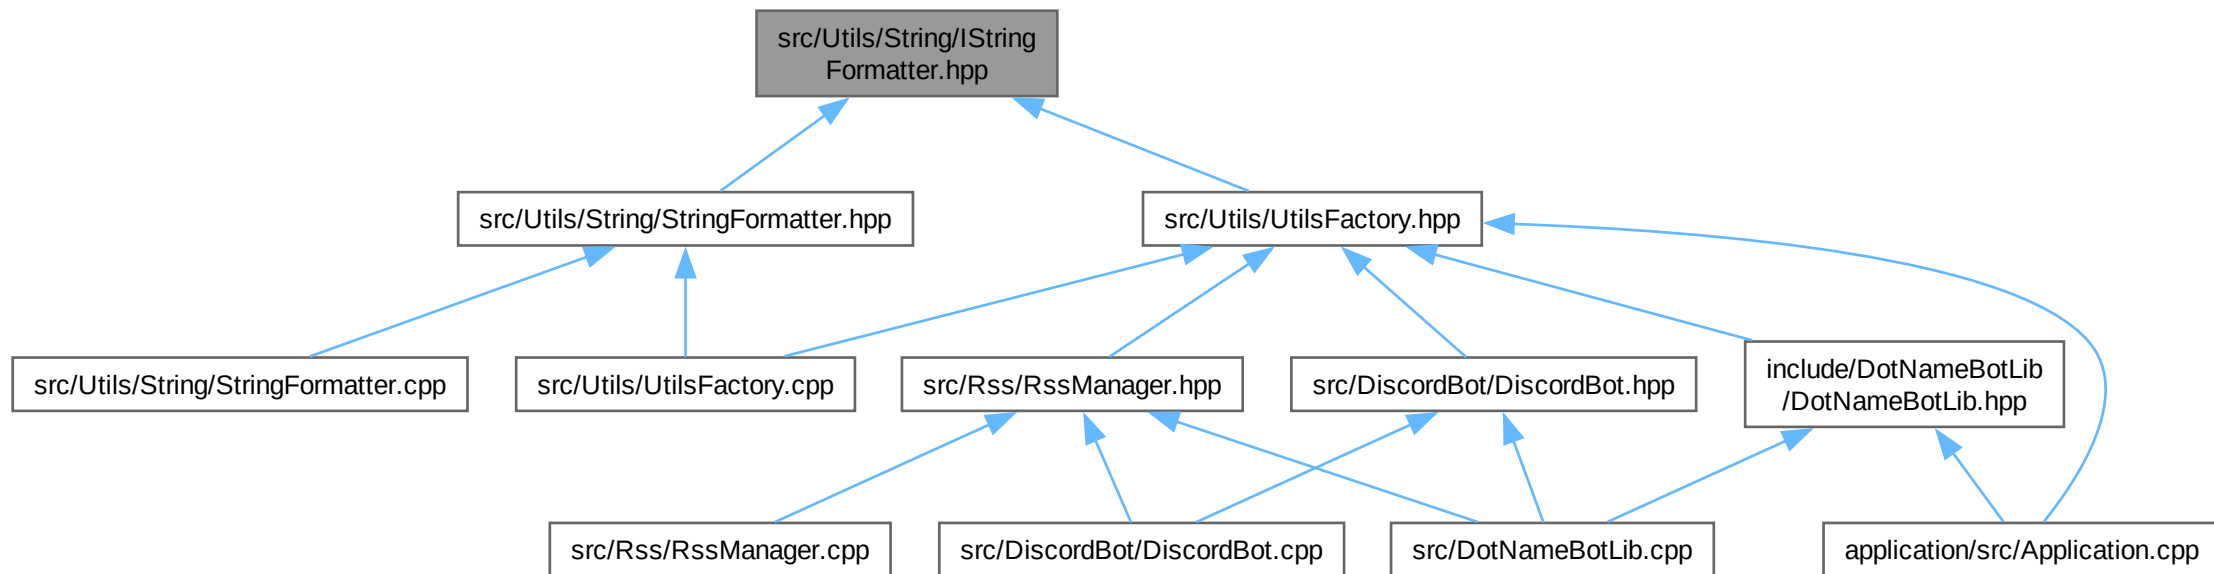 src/Utils/String/IString
Formatter.hpp
src/Utils/String/StringFormatter.hpp
src/Utils/UtilsFactory.hpp
src/Utils/String/StringFormatter.cpp
src/Utils/UtilsFactory.cpp
src/Rss/RssManager.hpp
src/DiscordBot/DiscordBot.hpp
include/DotNameBotLib
/DotNameBotLib.hpp
src/Rss/RssManager.cpp
src/DiscordBot/DiscordBot.cpp
src/DotNameBotLib.cpp
application/src/Application.cpp